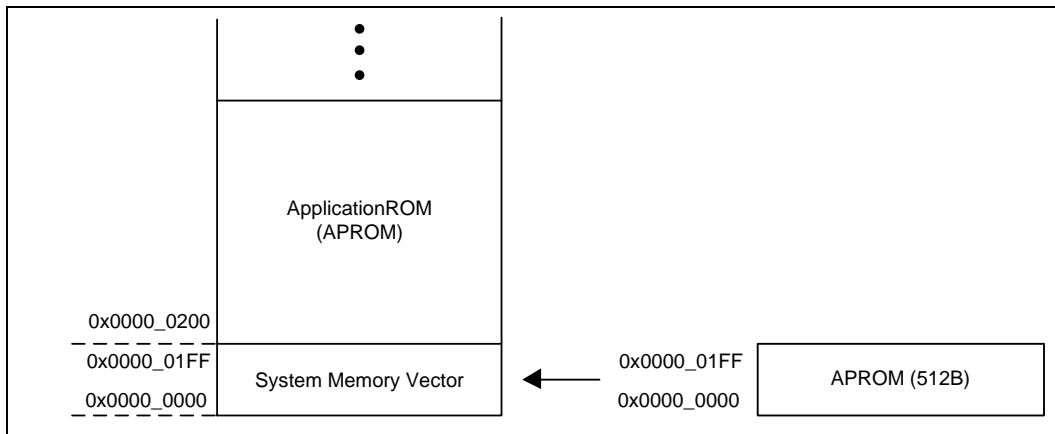 ApplicationROM
(APROM)
0x0000_0200
0x0000_01FF
System Memory Vector
0x0000_0000
0x0000_01FF
0x0000_0000
APROM (512B)